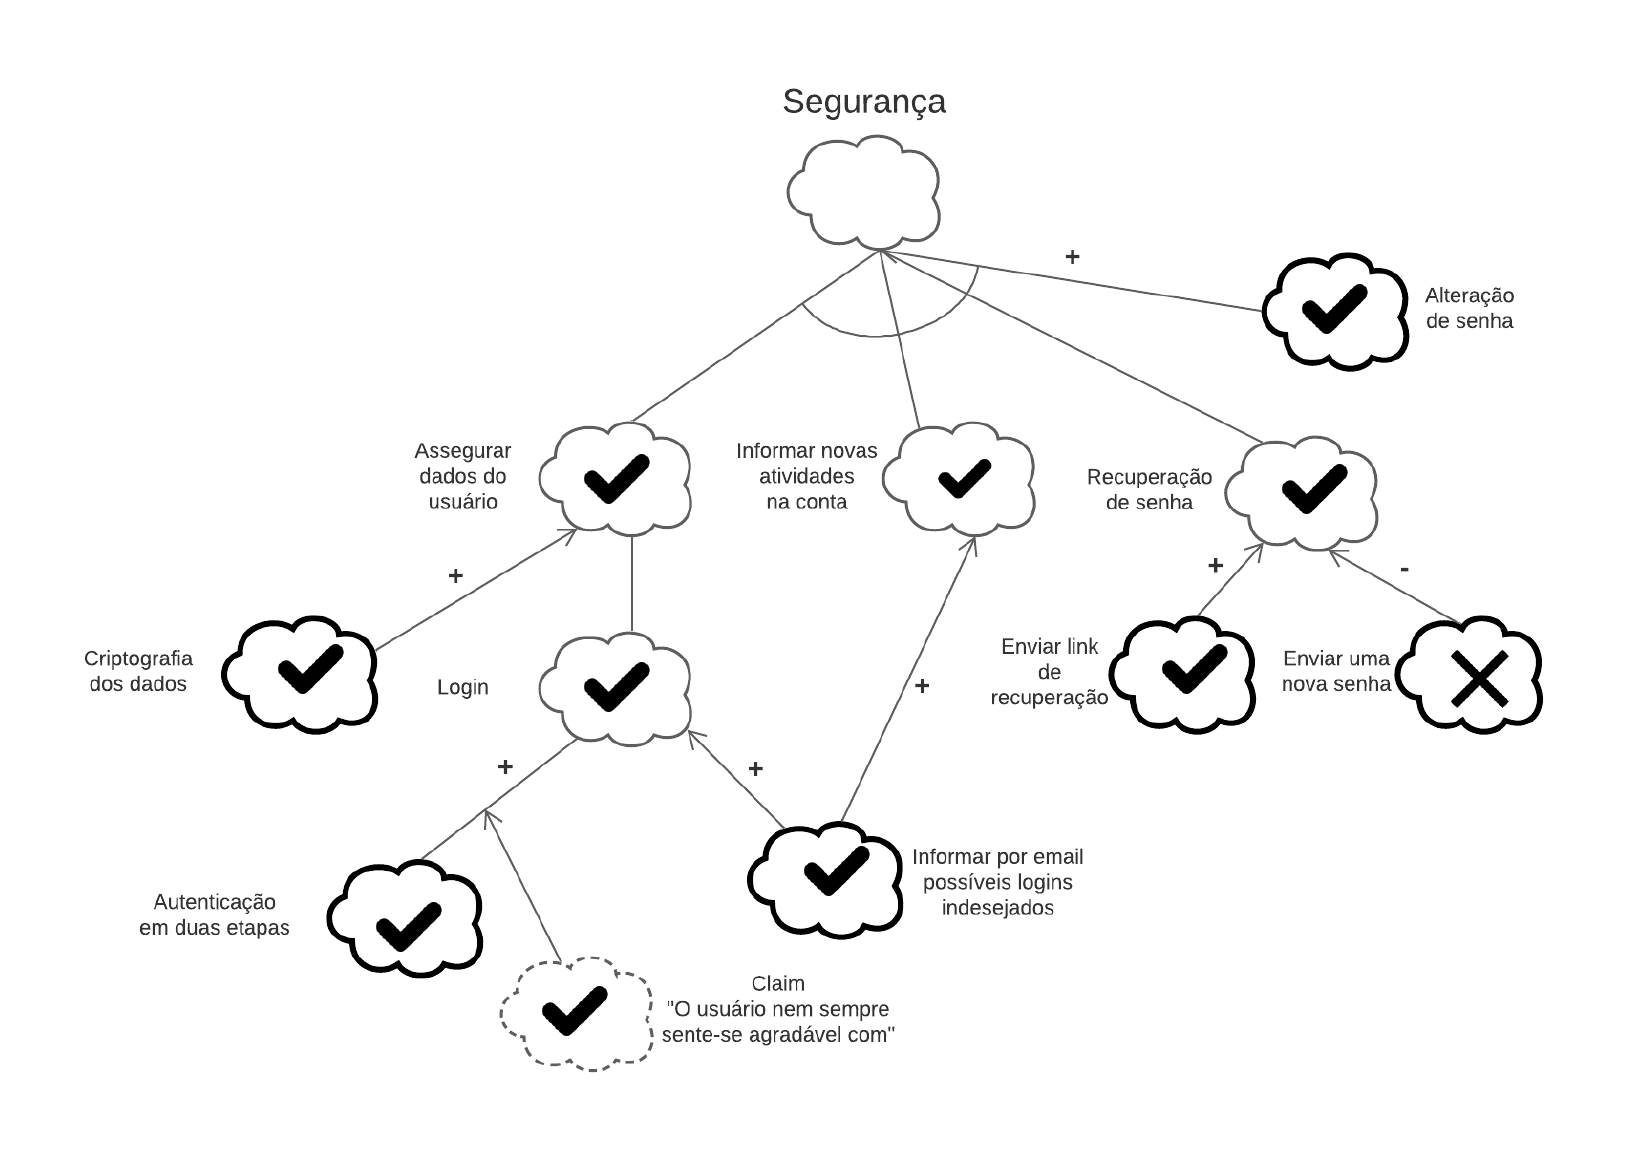 Segurança
+
Alteração
de senha
Assegurar
dados do
usuário
Informar novas
atividades
na conta
Recuperação
de senha
+
+
-
Criptografia
dos dados
Login
Enviar link
de
recuperação
Enviar uma
nova senha
+
+
+
Informar por email
possíveis logins
indesejados
Autenticação
em duas etapas
Claim
"O usuário nem sempre
sente-se agradável com"